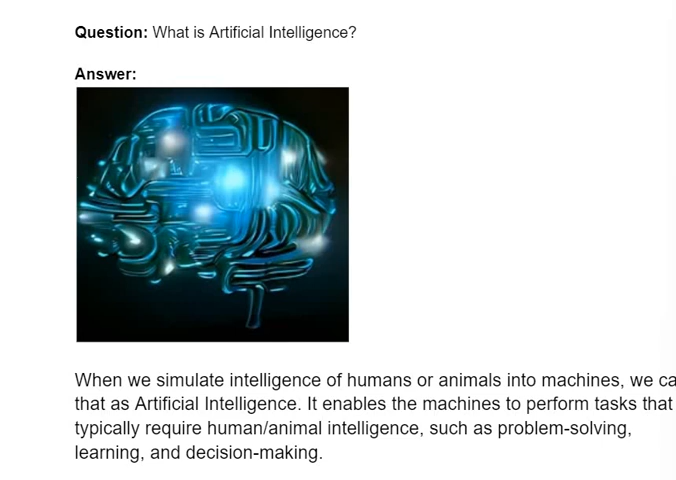 Question: What is Artificial Intelligence?
Answer:
When we simulate intelligence of humans or animals into machines, we ca
that as Artificial Intelligence. It enables the machines to perform tasks that
typically require human/animal intelligence, such as problem-solving,
learning, and decision-making.